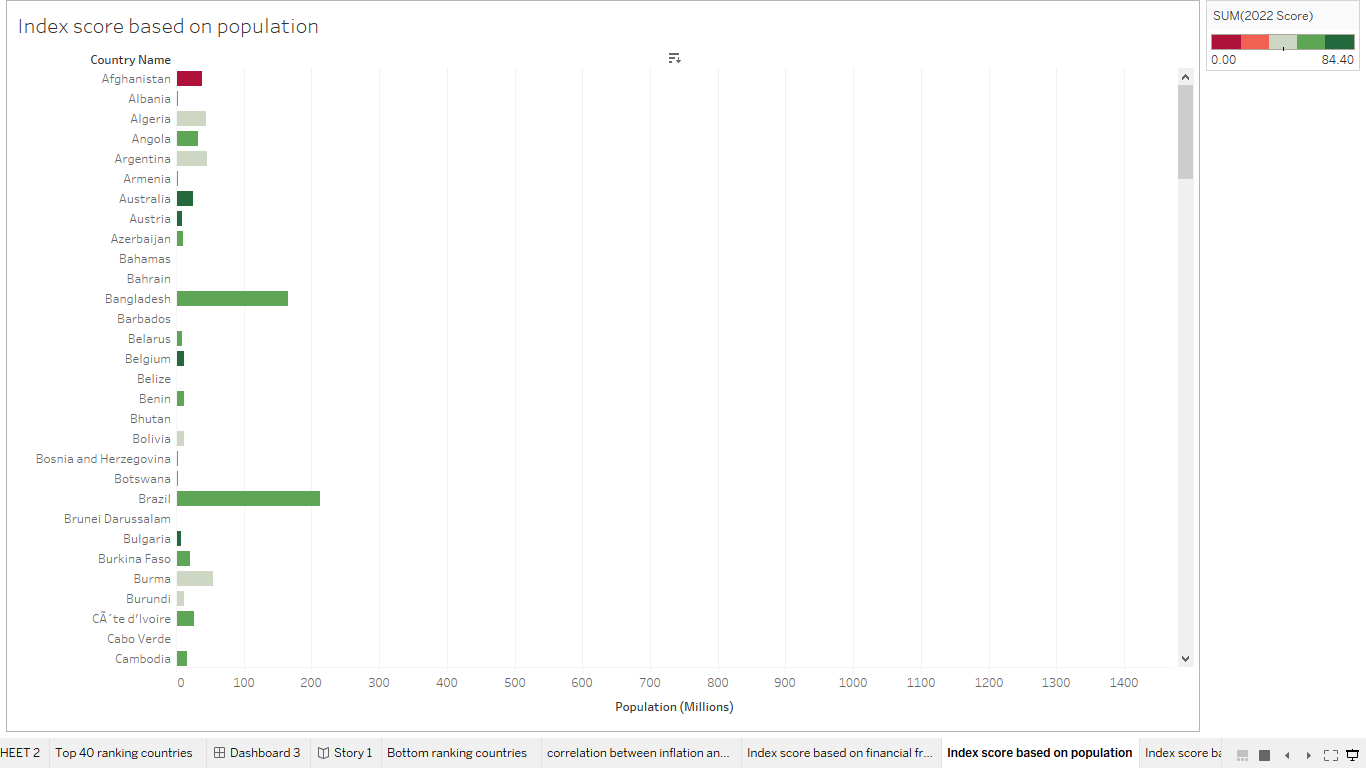 Index score based on population
SUM(2022 Score)
0.00 84.40
Country Name
Afghanistan
Albania
Algeria
Angola
Argentina
Armenia
Australia
Austria
Azerbaijan
Bahamas
Bahrain
Bangladesh
Barbados
Belarus
Belgium
Belize
Benin
Bhutan
Bolivia
Bosnia and Herzegovina
Botswana
Brazil
Brunei Darussalam
Bulgaria
Burkina Faso
Burma
Burundi
CÃ´te d'Ivoire
Cabo Verde
Cambodia
0 100 200 300 400 500 600 700 800 900 1000 1100 1200 1300 1400
Population (Millions)
HEET 2 Top 40 ranking countries Dashboard 3 Story 1 Bottom ranking countries correlation between inflation an... Index score based on financial fr... Index score based on population Index score ba